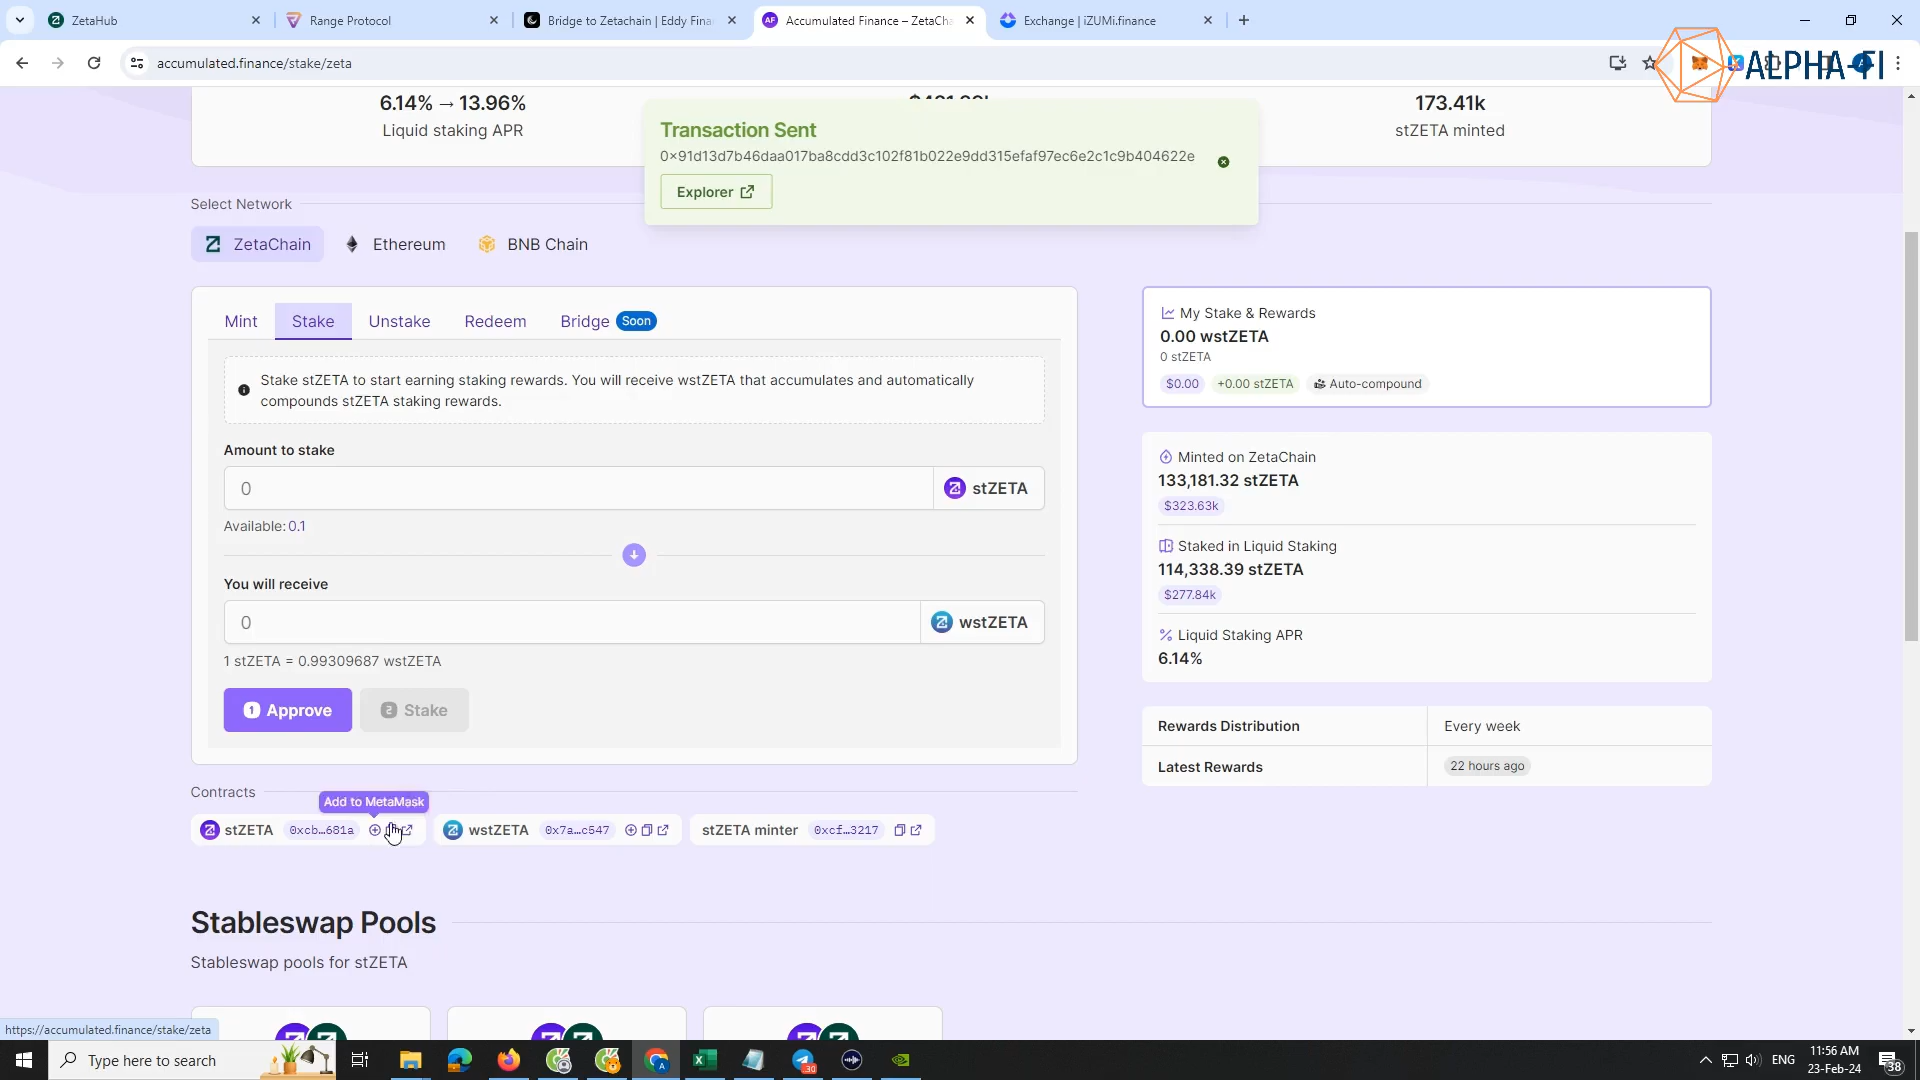 ZetaHub
Range Protocol
Bridge to Zetachain | Eddy Fina
Accumulated Finance – ZetaCha
Exchange | iZUMi.finance
accumulated.finance/stake/zeta
ALPHA-FI
6.14% → 13.96%
Liquid staking APR
173.41k
stZETA minted
Transaction Sent
0x91d13d7b46daa017ba8cdd3c102f81b022e9dd315efaf97ec6e2c1c9b404622e
Explorer
Select Network
ZetaChain
Ethereum
BNB Chain
Mint
Stake
Unstake
Redeem
Bridge Soon
Stake stZETA to start earning staking rewards. You will receive wstZETA that accumulates and automatically
compounds stZETA staking rewards.
Amount to stake
0
stZETA
Available: 0.1
You will receive
0
wstZETA
1 stZETA = 0.99309687 wstZETA
1 Approve
2 Stake
My Stake & Rewards
0.00 wstZETA
0 stZETA
$0.00 +0.00 stZETA Auto-compound
Minted on ZetaChain
133,181.32 stZETA
$323.63k
Staked in Liquid Staking
114,338.39 stZETA
$277.84k
Liquid Staking APR
6.14%
Rewards Distribution Every week
Latest Rewards 22 hours ago
Contracts
Add to MetaMask
stZETA 0xcb…681a
wstZETA 0x7a…c547
stZETA minter 0xcf…3217
Stableswap Pools
Stableswap pools for stZETA
https://accumulated.finance/stake/zeta
Type here to search
30
ENG
11:56 AM
23-Feb-24
38